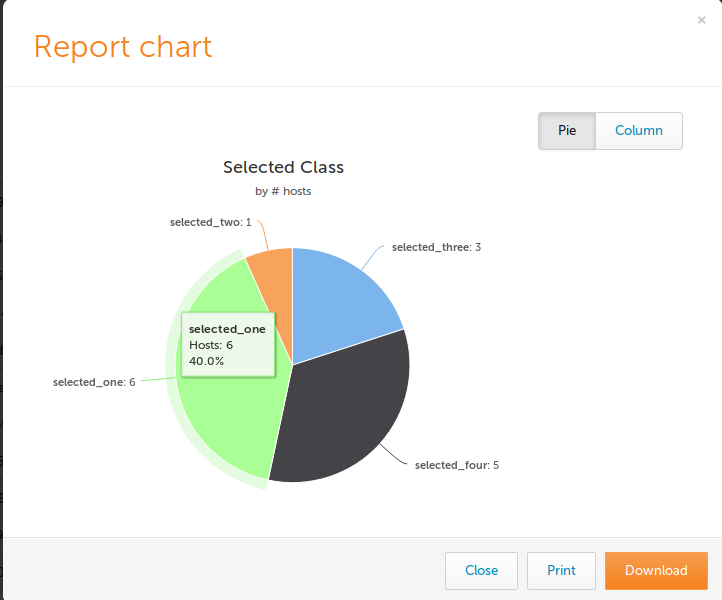 ×
Report chart
Pie Column
Selected Class
by # hosts
selected_two: 1
selected_three: 3
selected_one
Hosts: 6
40.0%
selected_one: 6
selected_four: 5
Close Print Download